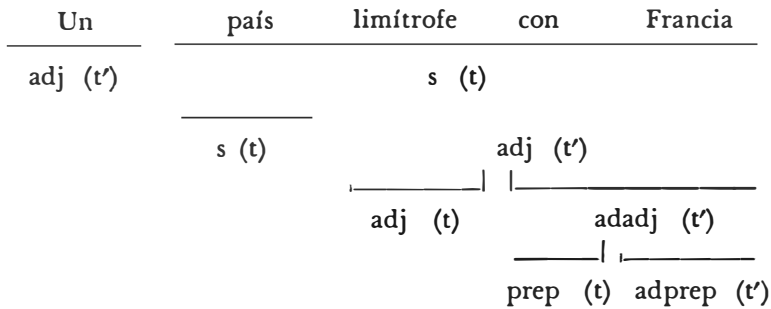 Un país limítrofe con Francia
adj (t′) s (t)
s (t) adj (t′)
adj (t) adadj (t′)
prep (t) adprep (t′)